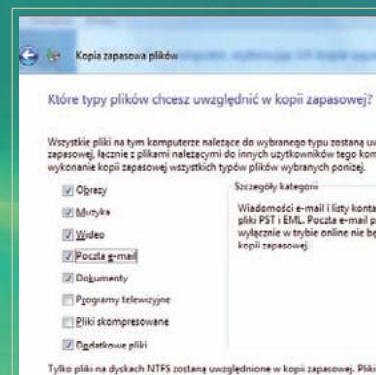 Kopia zapasowa plików
Które typy plików chcesz uwzględnić w kopii zapasowej?
Wszystkie pliki na tym komputerze należące do wybranego typu zostaną
zapasowej, łącznie z plikami należącymi do innych użytkowników tego
wykonanie kopii zapasowej wszystkich typów plików wybranych poniżej.
Obrazy
Muzyka
Wideo
Poczta e-mail
Dokumenty
Programy telewizyjne
Pliki skompresowane
Dodatkowe pliki
Szczegóły kategorii
Wiadomości e-mail i listy
pliki PST i EML. Poczta e-mail
wyłącznie w trybie online nie
kopii zapasowej.
Tylko pliki na dyskach NTFS zostaną uwzględnione w kopii zapasowej. Pliki